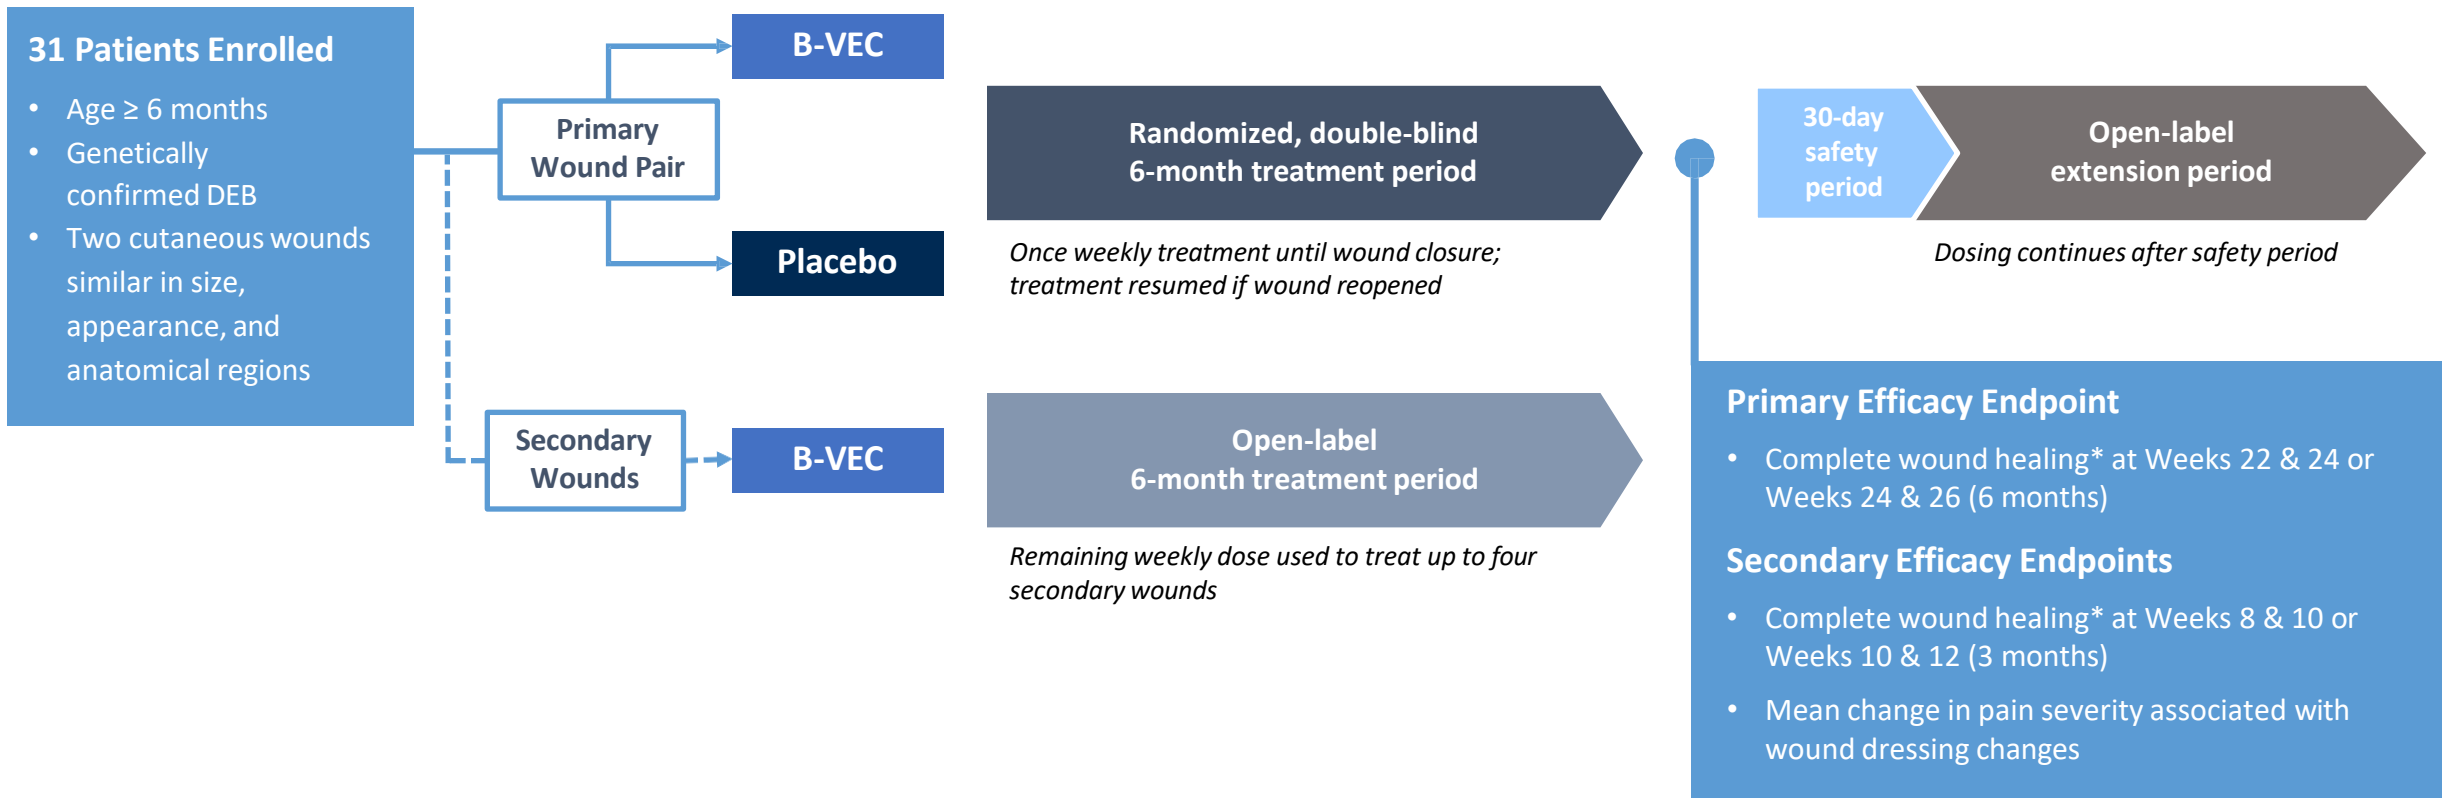 31 Patients Enrolled
• Age ≥ 6 months
• Genetically
confirmed DEB
• Two cutaneous wounds
similar in size,
appearance, and
anatomical regions
Primary
Wound Pair
B-VEC
Placebo
Secondary
Wounds
B-VEC
Randomized, double-blind
6-month treatment period
Once weekly treatment until wound closure;
treatment resumed if wound reopened
Open-label
6-month treatment period
Remaining weekly dose used to treat up to four
secondary wounds
30-day
safety
period
Open-label
extension period
Dosing continues after safety period
Primary Efficacy Endpoint
• Complete wound healing* at Weeks 22 & 24 or
Weeks 24 & 26 (6 months)
Secondary Efficacy Endpoints
• Complete wound healing* at Weeks 8 & 10 or
Weeks 10 & 12 (3 months)
• Mean change in pain severity associated with
wound dressing changes